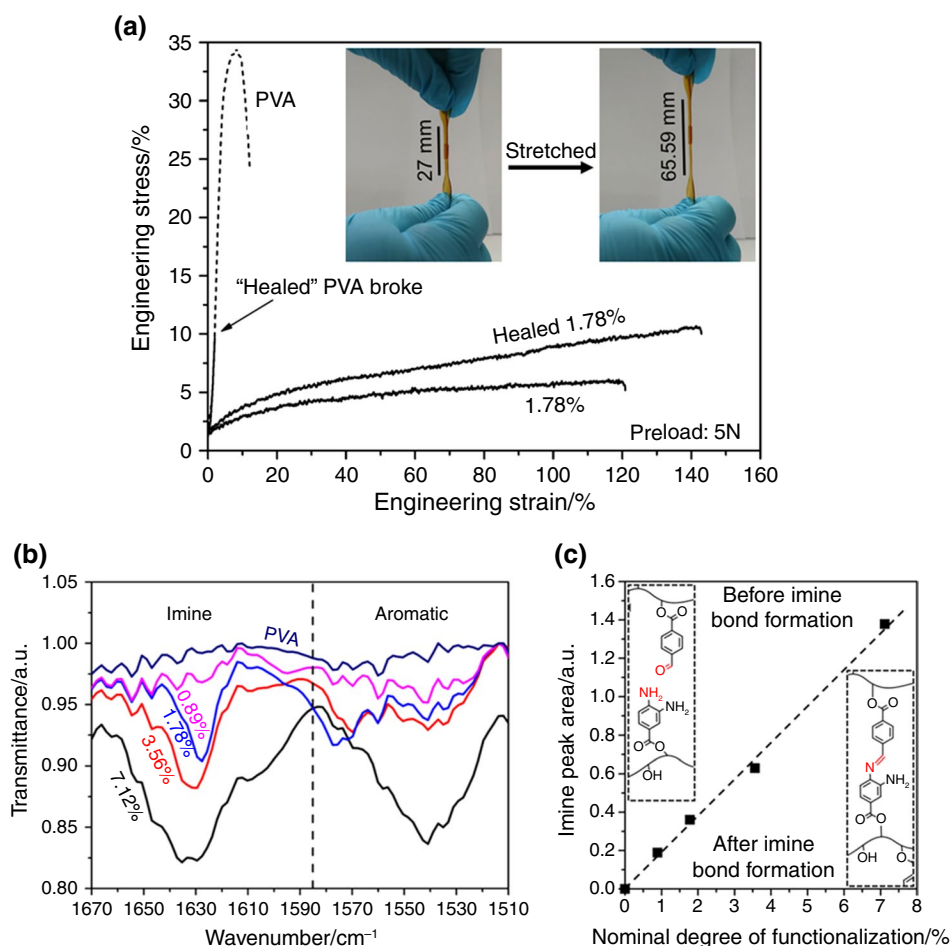 (a)
35
30
25
20
15
10
5
0
Engineering stress/%
PVA
"Healed" PVA broke
27 mm
Stretched
65.59 mm
Healed 1.78%
1.78%
Preload: 5N
0 20 40 60 80 100 120 140 160
Engineering strain/%
(b)
1.05
1.00
0.95
0.90
0.85
0.80
Transmittance/a.u.
Imine
Aromatic
PVA
0.89%
1.78%
3.56%
7.12%
1670 1650 1630 1610 1590 1570 1550 1530 1510
Wavenumber/cm⁻¹
(c)
1.6
1.4
1.2
1.0
0.8
0.6
0.4
0.2
0.0
Imine peak area/a.u.
Before imine
bond formation
O O
O
NH₂
NH₂
O O
OH
After imine
bond formation
O O
N
NH₂
O O
OH O
0 1 2 3 4 5 6 7 8
Nominal degree of functionalization/%